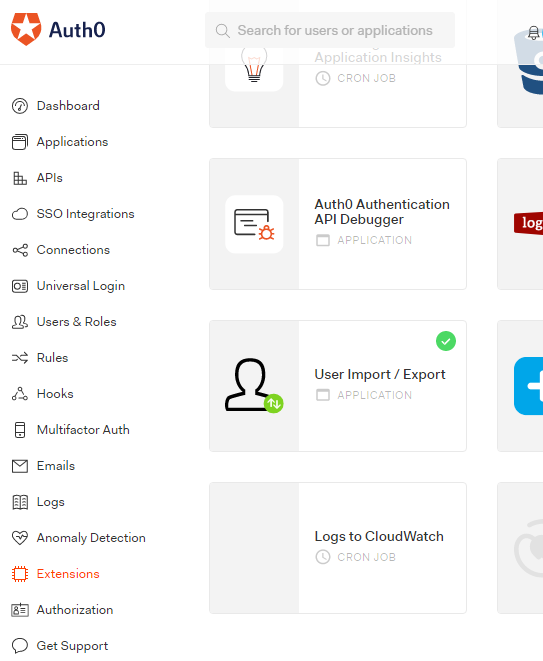 Auth0
Search for users or applications
Dashboard
Applications
APIs
SSO Integrations
Connections
Universal Login
Users & Roles
Rules
Hooks
Multifactor Auth
Emails
Logs
Anomaly Detection
Extensions
Authorization
Get Support
Application Insights
CRON JOB
Auth0 Authentication
API Debugger
APPLICATION
User Import / Export
APPLICATION
Logs to CloudWatch
CRON JOB
log